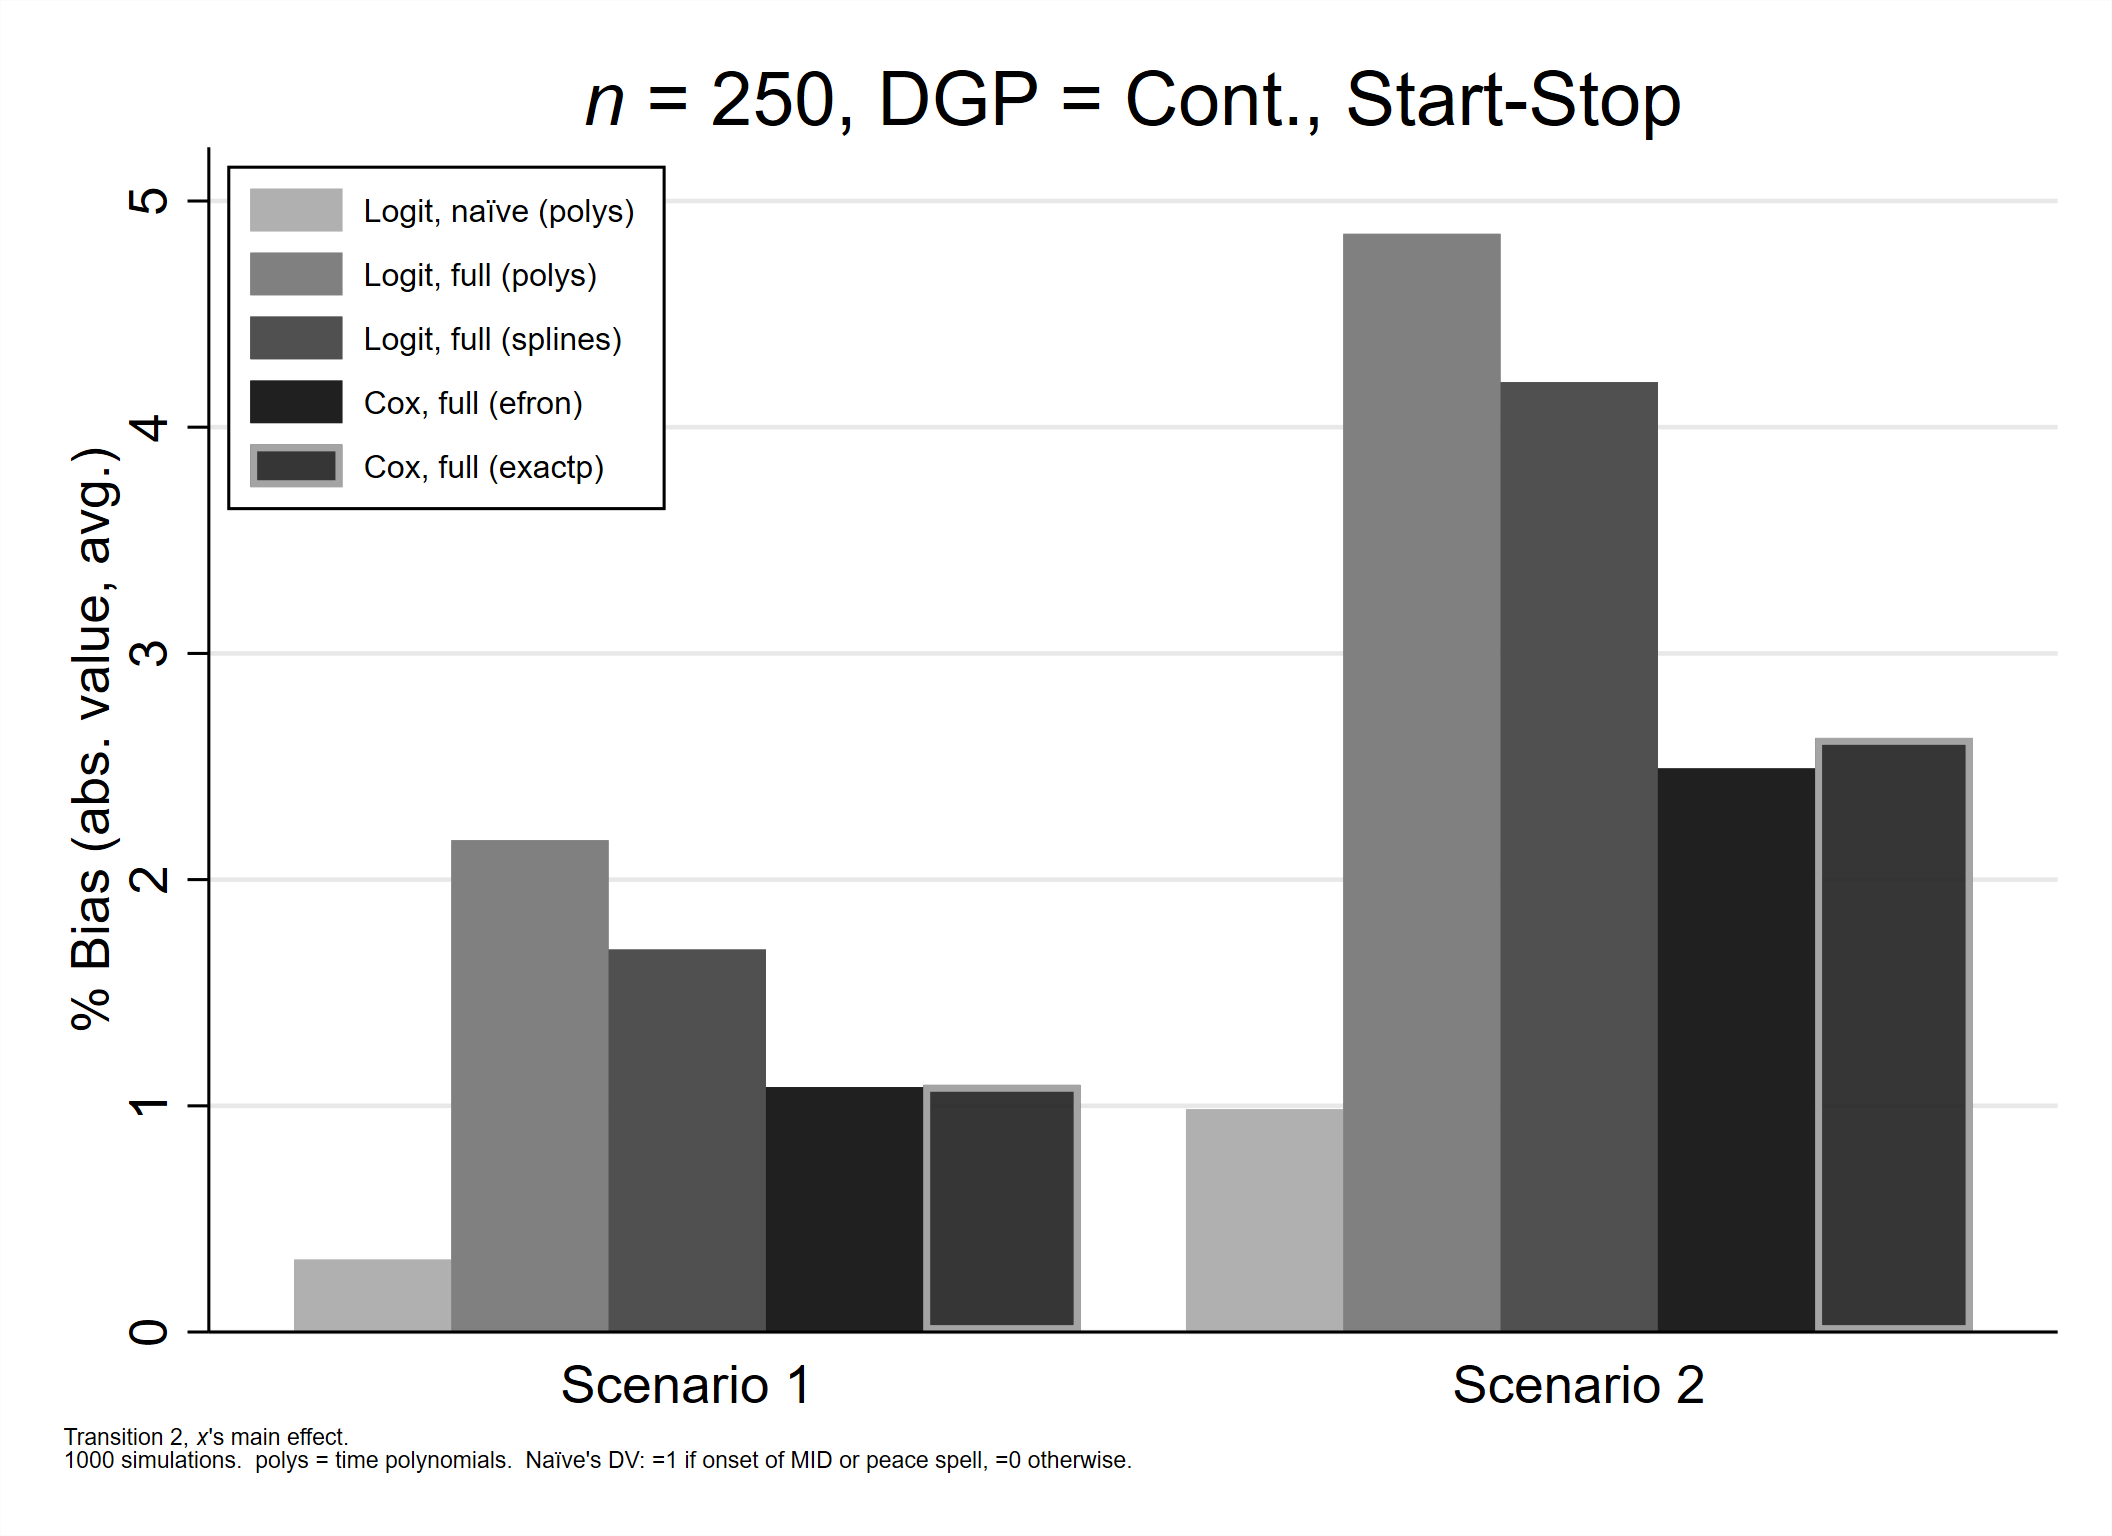 n = 250, DGP = Cont., Start-Stop
Logit, naïve (polys)
Logit, full (polys)
Logit, full (splines)
Cox, full (efron)
Cox, full (exactp)
% Bias (abs. value, avg.)
5
4
3
2
1
0
Scenario 1
Scenario 2
Transition 2, x's main effect.
1000 simulations.  polys = time polynomials.  Naïve's DV: =1 if onset of MID or peace spell, =0 otherwise.